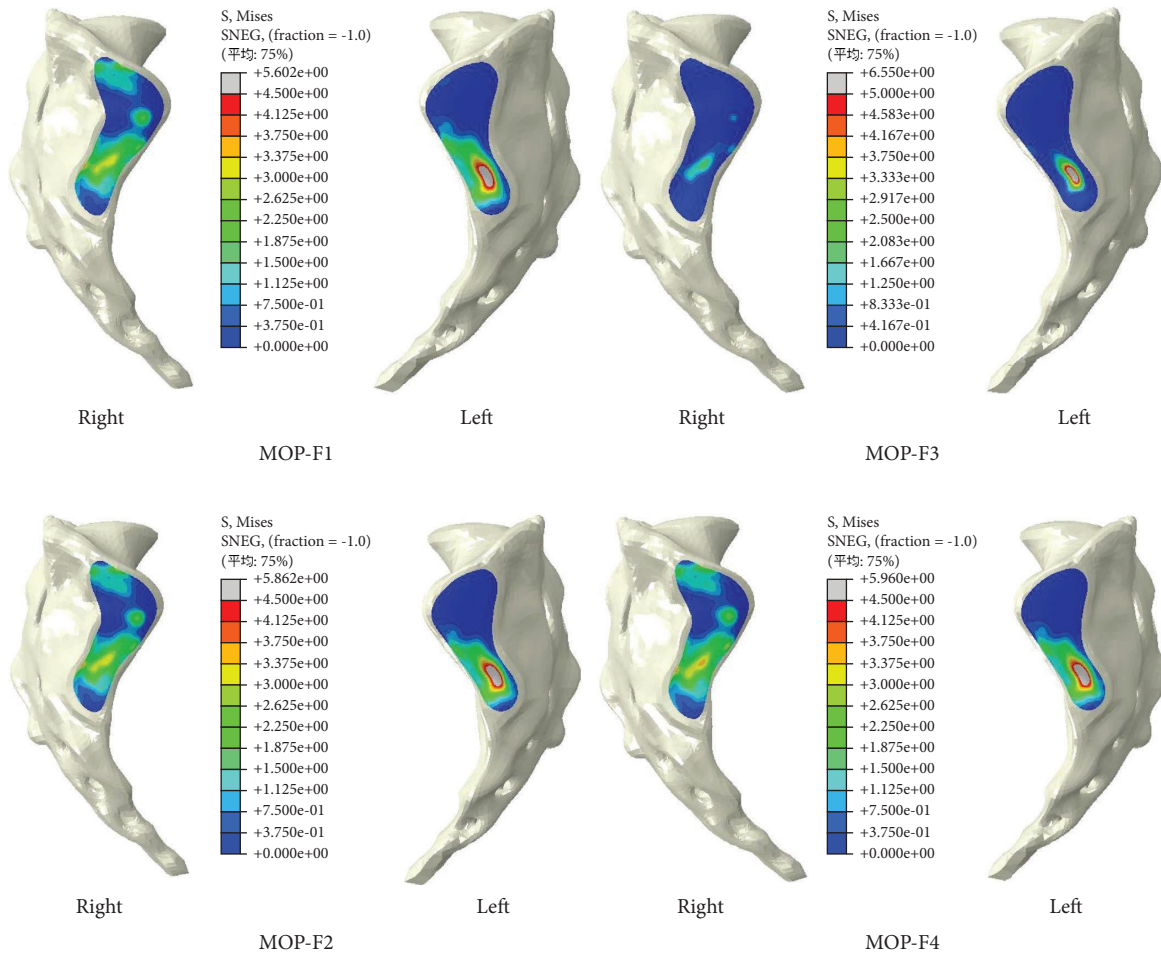 S, Mises
SNEG, (fraction = -1.0)
(平均: 75%)
+5.602e+00
+4.500e+00
+4.125e+00
+3.750e+00
+3.375e+00
+3.000e+00
+2.625e+00
+2.250e+00
+1.875e+00
+1.500e+00
+1.125e+00
+7.500e-01
+3.750e-01
+0.000e+00
Right
Left
MOP-F1
S, Mises
SNEG, (fraction = -1.0)
(平均: 75%)
+6.550e+00
+5.000e+00
+4.583e+00
+4.167e+00
+3.750e+00
+3.333e+00
+2.917e+00
+2.500e+00
+2.083e+00
+1.667e+00
+1.250e+00
+8.333e-01
+4.167e-01
+0.000e+00
Right
Left
MOP-F3
S, Mises
SNEG, (fraction = -1.0)
(平均: 75%)
+5.862e+00
+4.500e+00
+4.125e+00
+3.750e+00
+3.375e+00
+3.000e+00
+2.625e+00
+2.250e+00
+1.875e+00
+1.500e+00
+1.125e+00
+7.500e-01
+3.750e-01
+0.000e+00
Right
Left
MOP-F2
S, Mises
SNEG, (fraction = -1.0)
(平均: 75%)
+5.960e+00
+4.500e+00
+4.125e+00
+3.750e+00
+3.375e+00
+3.000e+00
+2.625e+00
+2.250e+00
+1.875e+00
+1.500e+00
+1.125e+00
+7.500e-01
+3.750e-01
+0.000e+00
Right
Left
MOP-F4